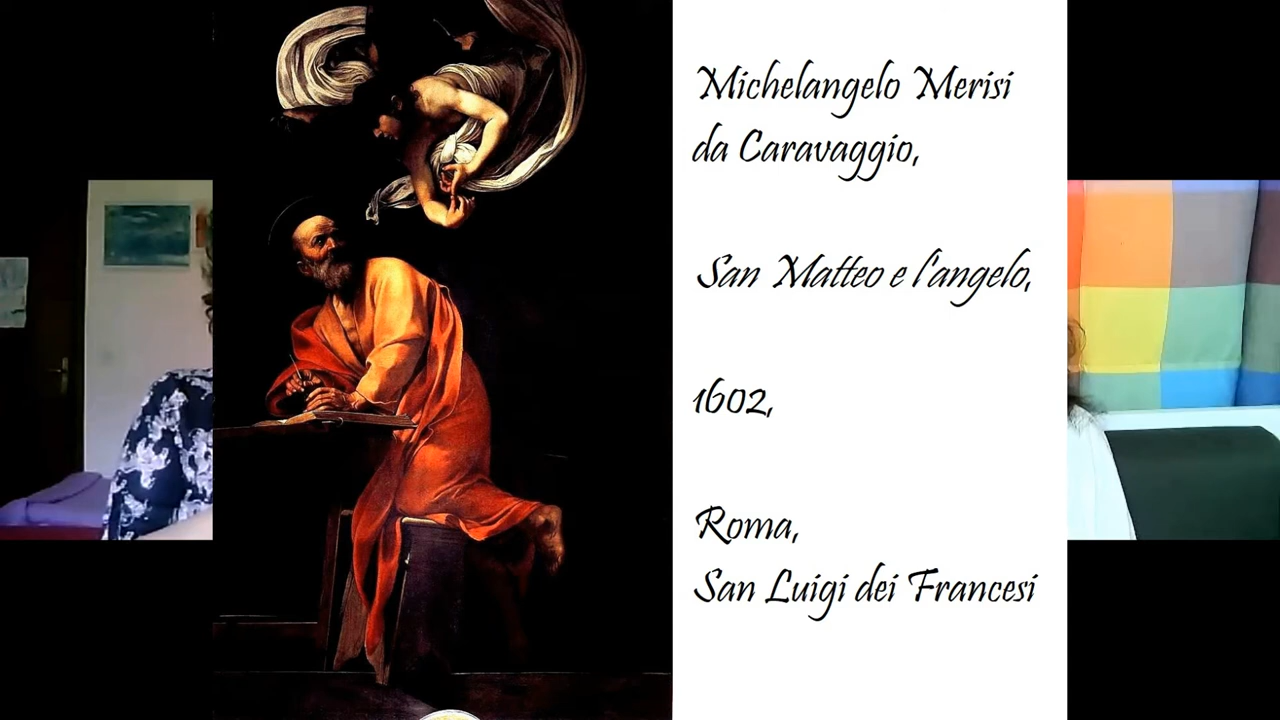 Michelangelo Merisi
da Caravaggio,
San Matteo e l'angelo,
1602,
Roma,
San Luigi dei Francesi